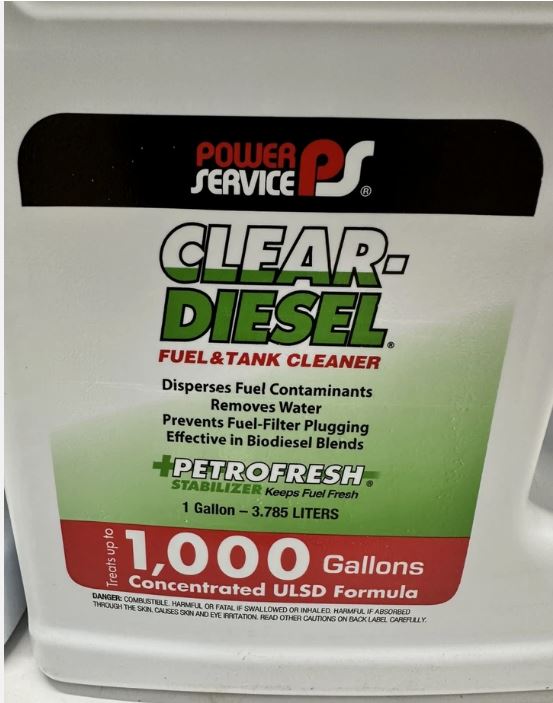 POWER SERVICE PS®
CLEAR-
DIESEL®
FUEL & TANK CLEANER
Disperses Fuel Contaminants
Removes Water
Prevents Fuel-Filter Plugging
Effective in Biodiesel Blends
+PETROFRESH®
STABILIZER Keeps Fuel Fresh
1 Gallon – 3.785 LITERS
Treats up to
1,000 Gallons
Concentrated ULSD Formula
DANGER: COMBUSTIBLE. HARMFUL OR FATAL IF SWALLOWED OR INHALED. HARMFUL IF ABSORBED
THROUGH THE SKIN. CAUSES SKIN AND EYE IRRITATION. READ OTHER CAUTIONS ON BACK LABEL CAREFULLY.